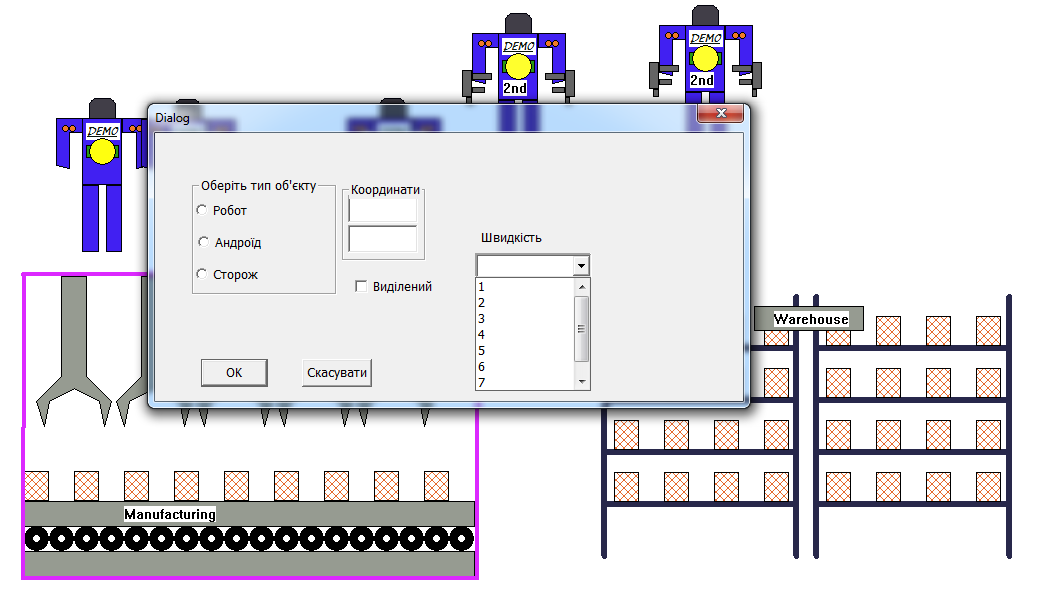 DEMO
2nd
DEMO
2nd
DEMO
Dialog
Оберіть тип об'єкту
Робот
Андроїд
Сторож
Координати
Виділений
Швидкість
1
2
3
4
5
6
7
ОК
Скасувати
Warehouse
Manufacturing